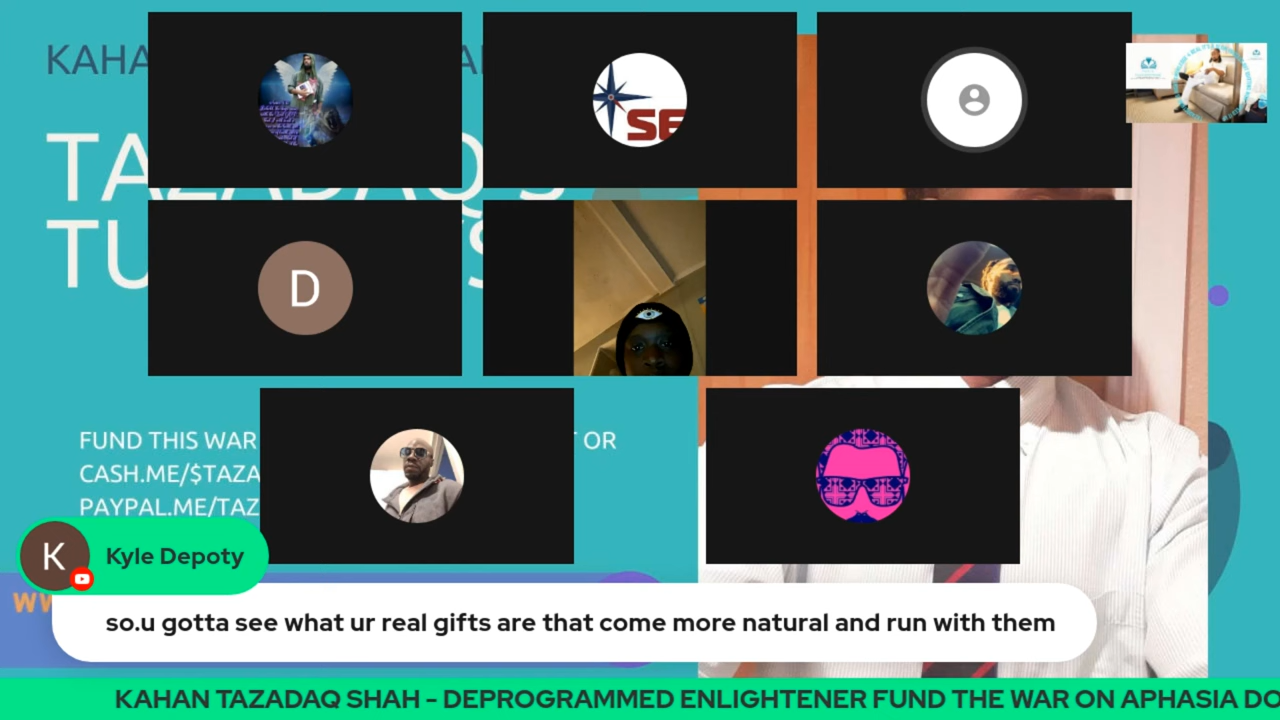 KAHA
TAZADAQ'S
TU
FUND THIS WAR T OR
CASH.ME/$TAZA
PAYPAL.ME/TAZ
SE
D
K
Kyle Depoty
so.u gotta see what ur real gifts are that come more natural and run with them
KAHAN TAZADAQ SHAH - DEPROGRAMMED ENLIGHTENER FUND THE WAR ON APHASIA DO